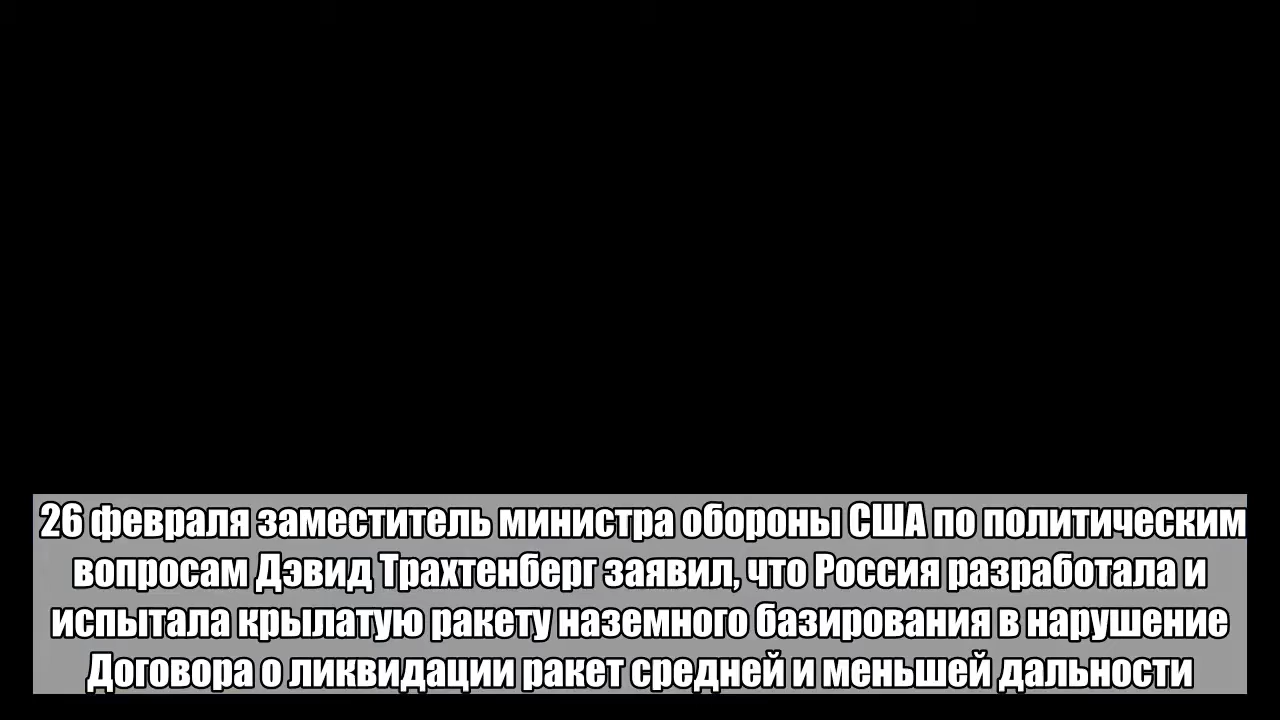 26 февраля заместитель министра обороны США по политическим
вопросам Дэвид Трахтенберг заявил, что Россия разработала и
испытала крылатую ракету наземного базирования в нарушение
Договора о ликвидации ракет средней и меньшей дальности